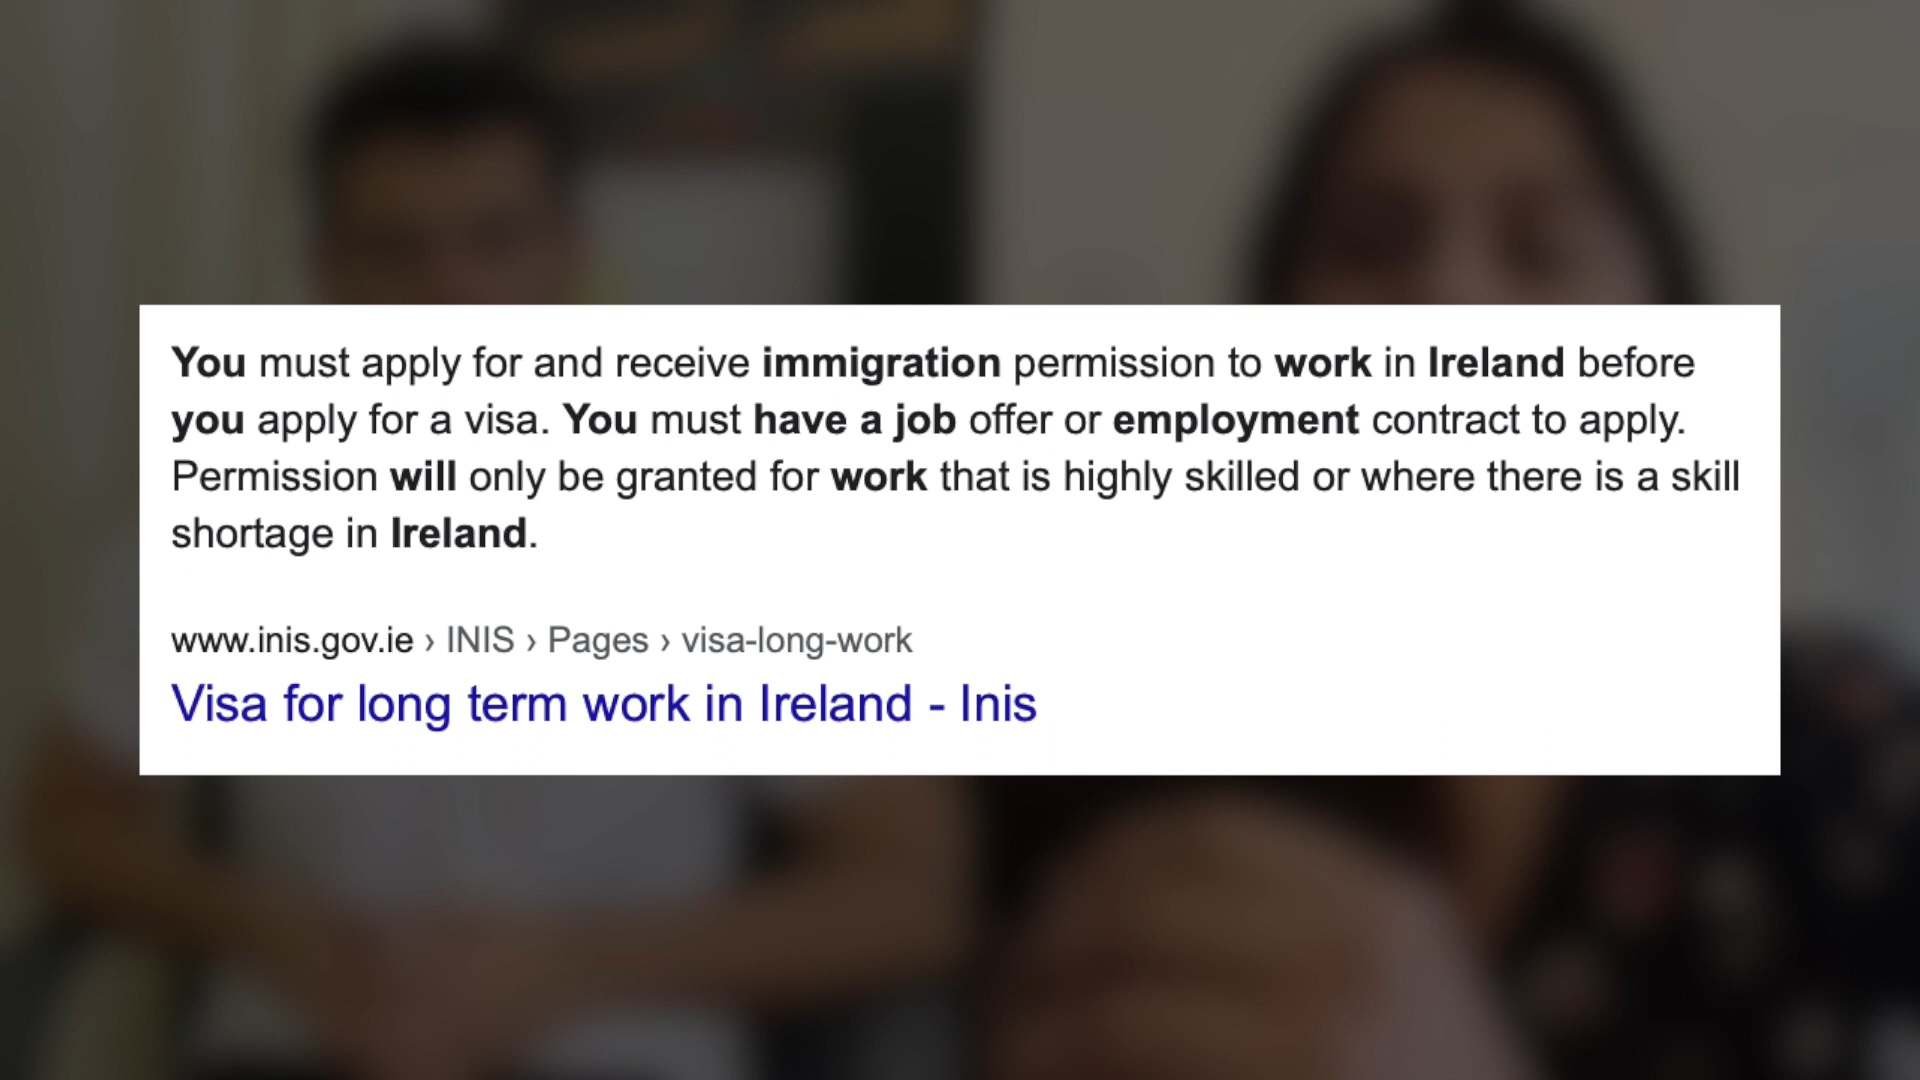 You must apply for and receive immigration permission to work in Ireland before
you apply for a visa. You must have a job offer or employment contract to apply.
Permission will only be granted for work that is highly skilled or where there is a skill
shortage in Ireland.
www.inis.gov.ie › INIS › Pages › visa-long-work
Visa for long term work in Ireland - Inis